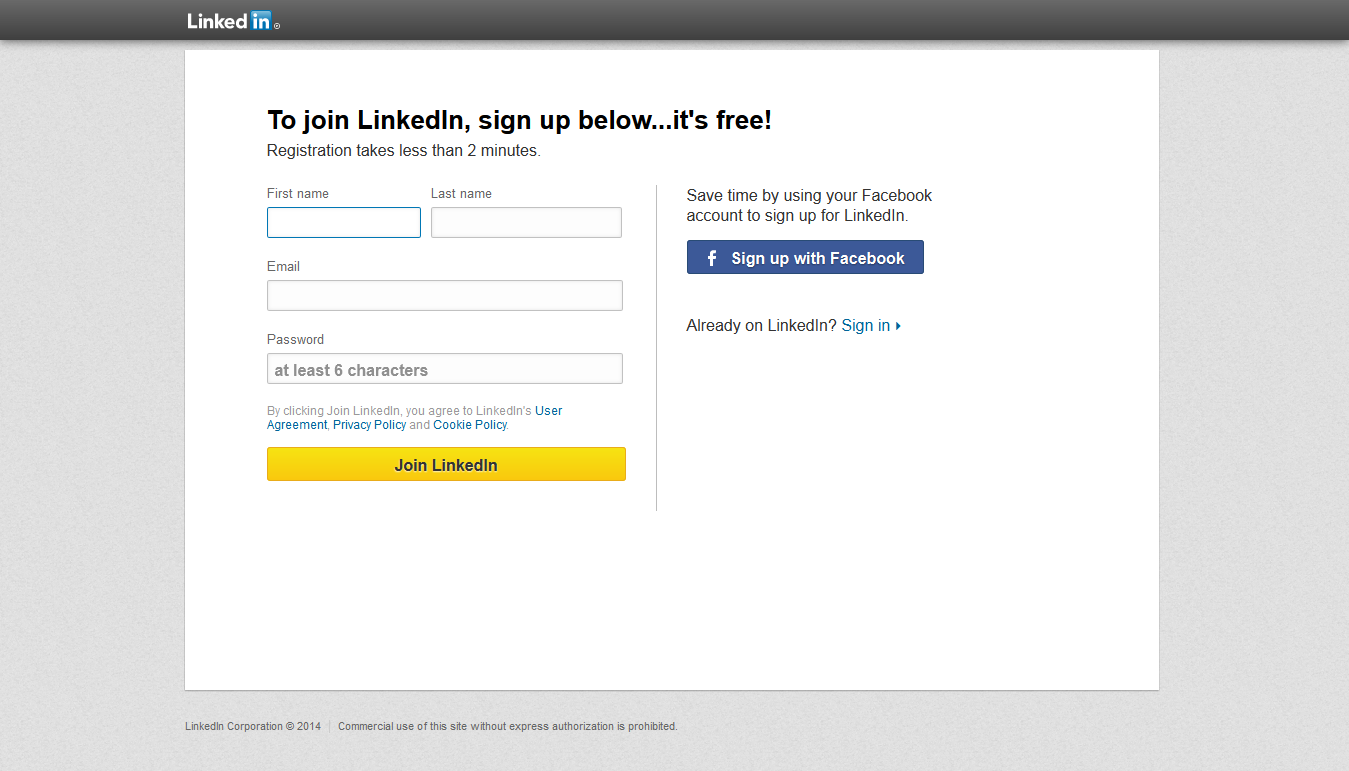 Linked in®
To join LinkedIn, sign up below...it's free!
Registration takes less than 2 minutes.
First name
Last name
Email
Password
at least 6 characters
By clicking Join LinkedIn, you agree to LinkedIn's User
Agreement, Privacy Policy and Cookie Policy.
Join LinkedIn
Save time by using your Facebook
account to sign up for LinkedIn.
f Sign up with Facebook
Already on LinkedIn? Sign in
LinkedIn Corporation © 2014 Commercial use of this site without express authorization is prohibited.